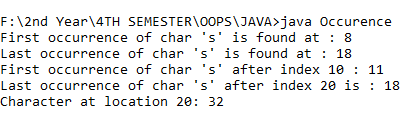 F:\2nd Year\4TH SEMESTER\OOPS\JAVA>java Occurence
First occurrence of char 's' is found at : 8
Last occurrence of char 's' is found at : 18
First occurrence of char 's' after index 10 : 11
Last occurrence of char 's' after index 20 is : 18
Character at location 20: 32